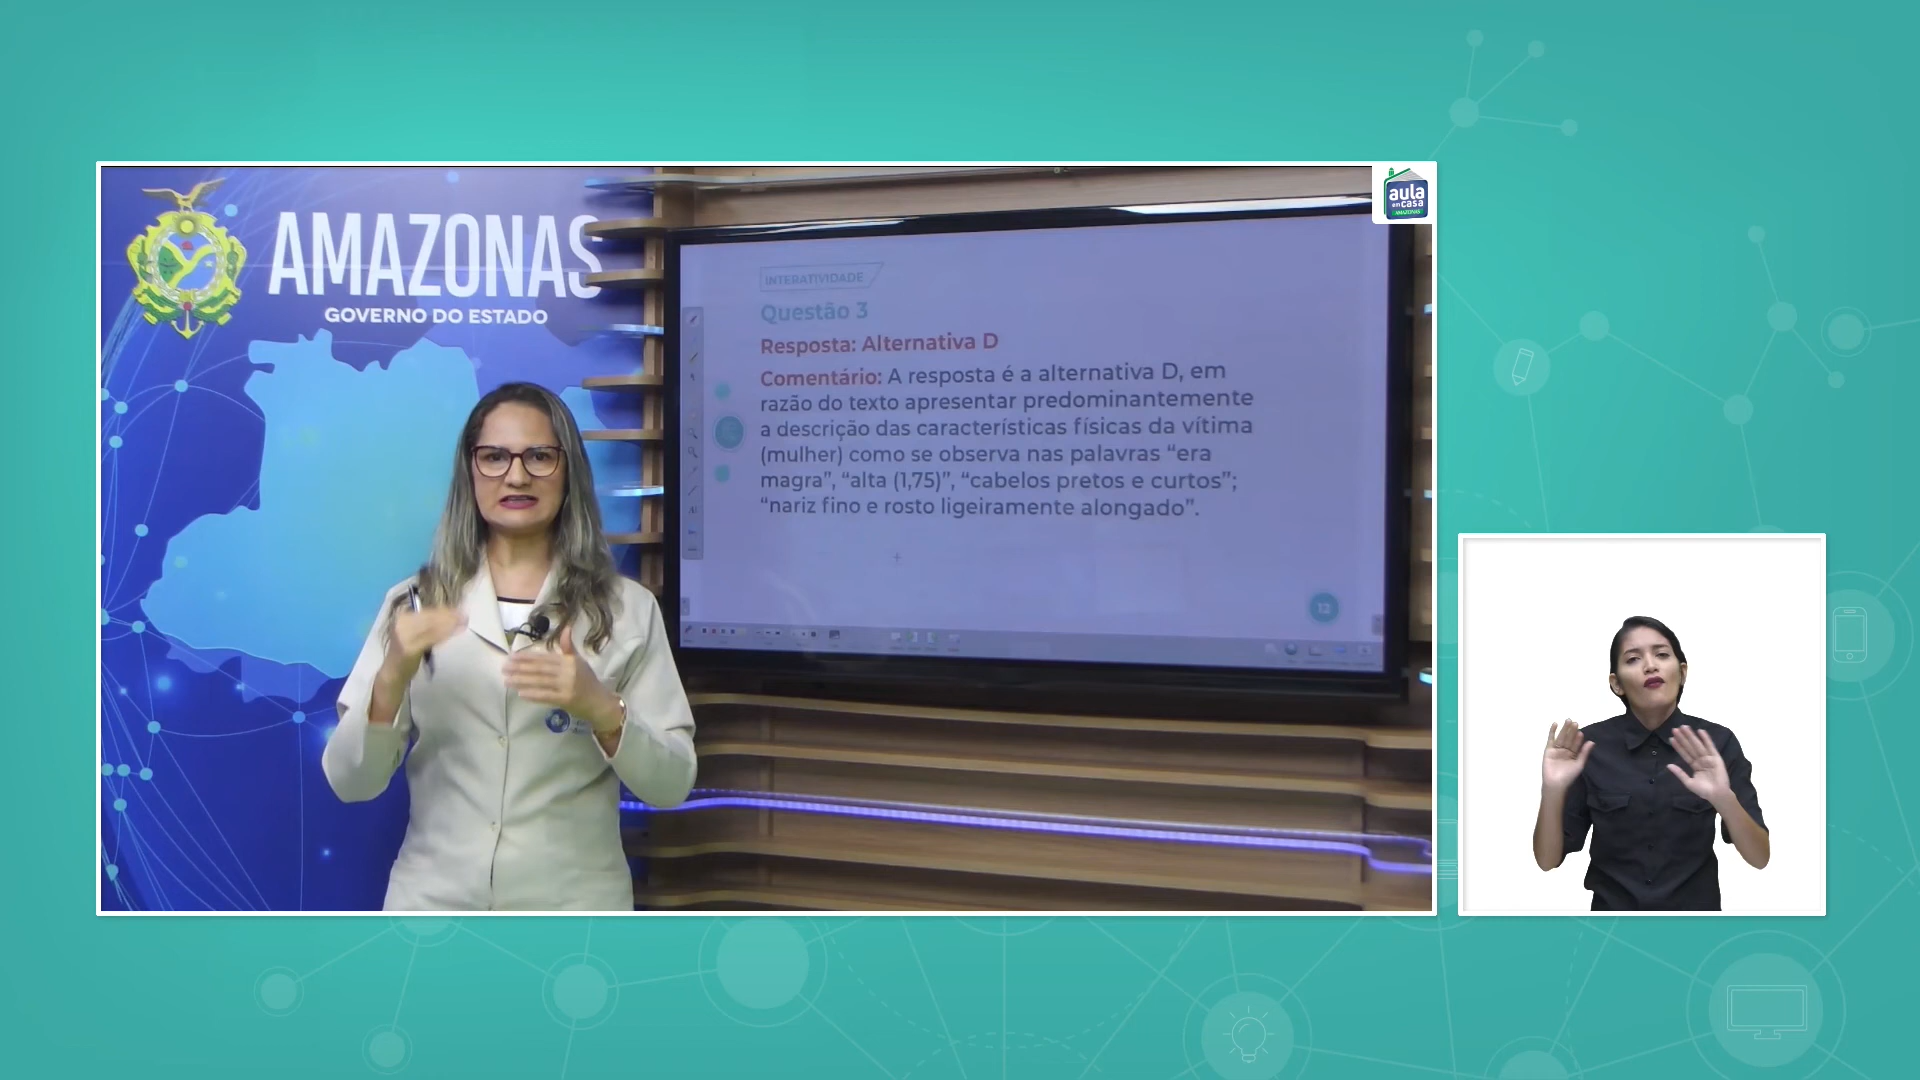 AMAZONAS
GOVERNO DO ESTADO
aula
em casa
AMAZONAS
INTERATIVIDADE
Questão 3
Resposta: Alternativa D
Comentário: A resposta é a alternativa D, em
razão do texto apresentar predominantemente
a descrição das características físicas da vítima
(mulher) como se observa nas palavras “era
magra”, “alta (1,75)”, “cabelos pretos e curtos”;
“nariz fino e rosto ligeiramente alongado”.
12